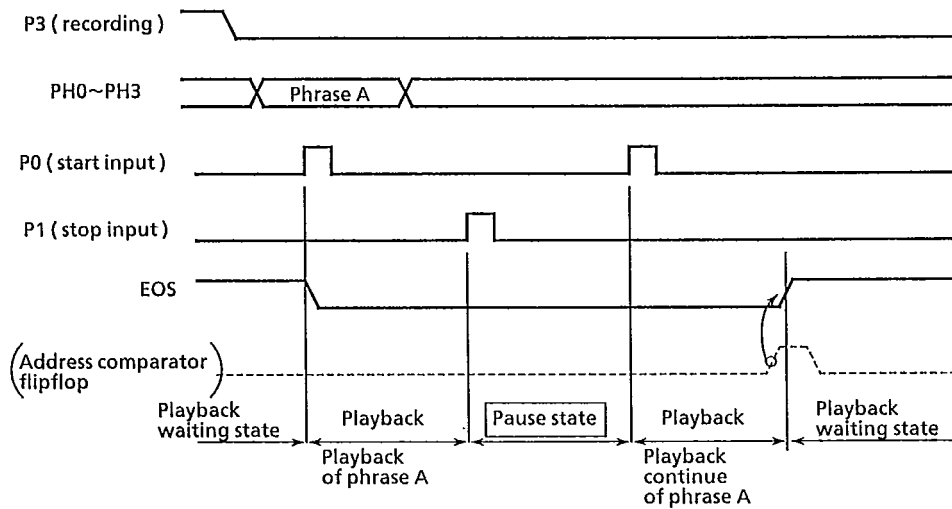 P3 ( recording )
PH0~PH3
Phrase A
P0 ( start input )
P1 ( stop input )
EOS
(Address comparator
flipflop)
Playback
waiting state
Playback
Pause state
Playback
Playback
waiting state
Playback
of phrase A
Playback
continue
of phrase A